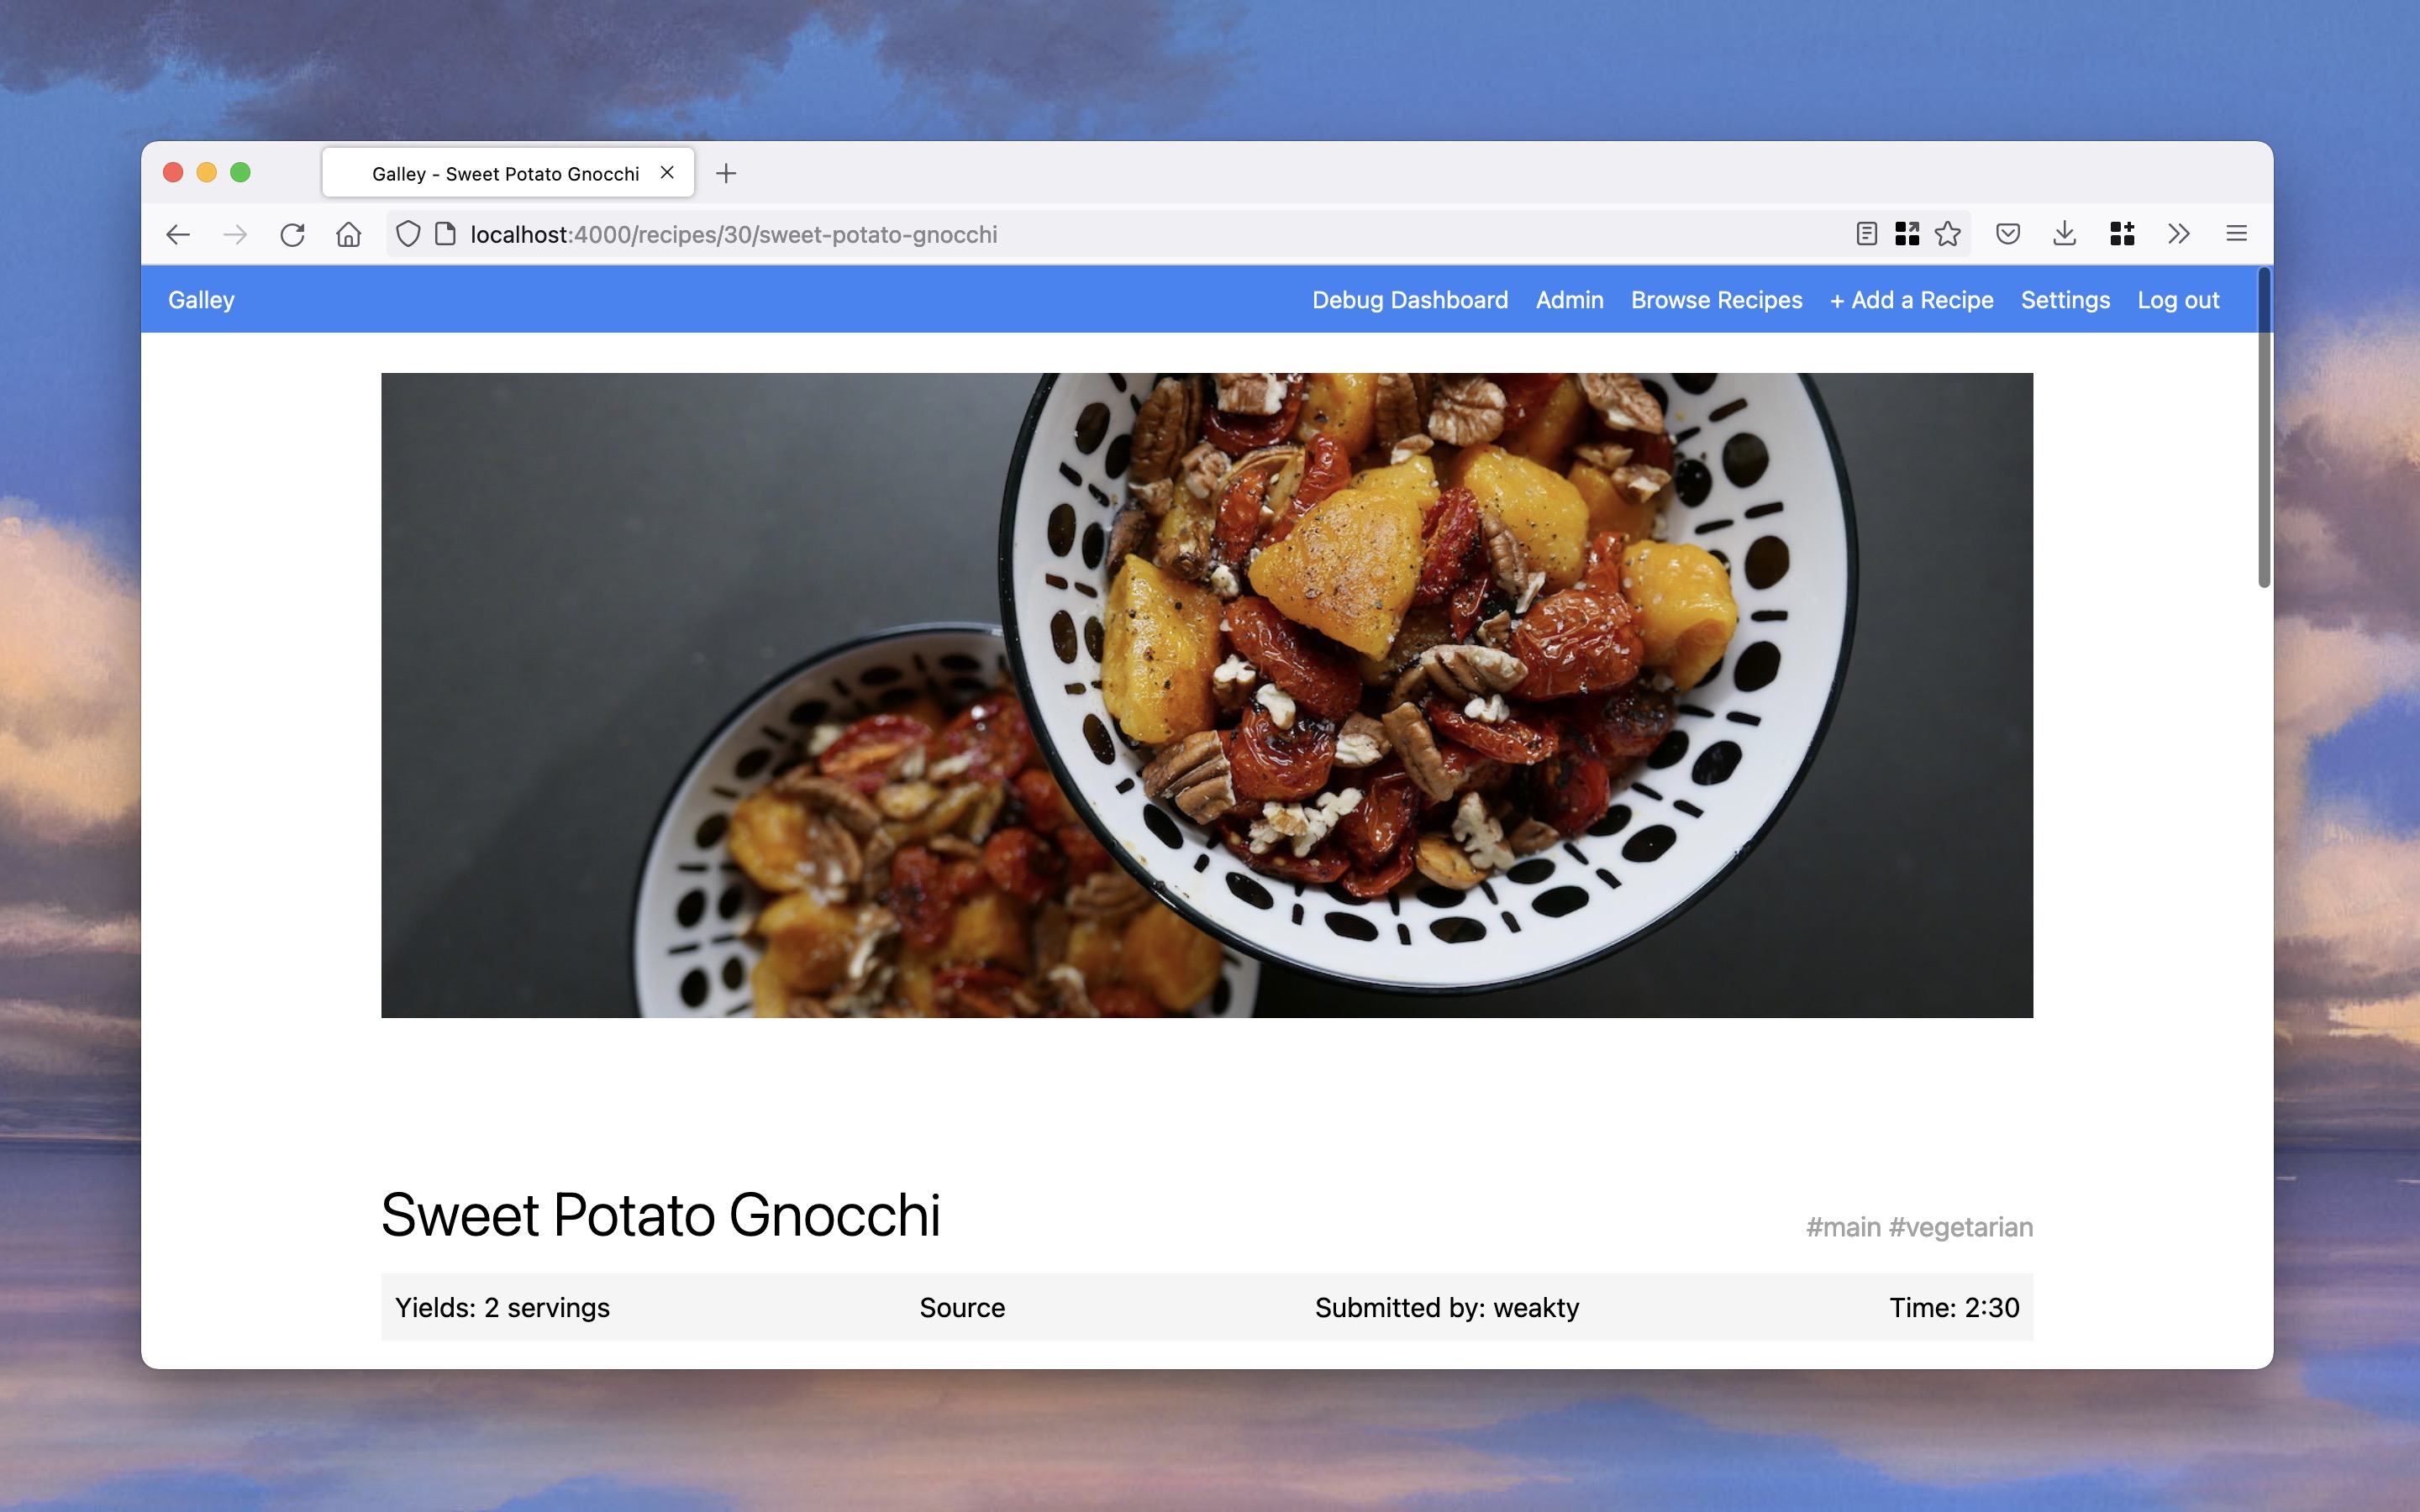 Galley - Sweet Potato Gnocchi
localhost:4000/recipes/30/sweet-potato-gnocchi
Galley
Debug Dashboard Admin Browse Recipes + Add a Recipe Settings Log out
Sweet Potato Gnocchi
#main #vegetarian
Yields: 2 servings Source Submitted by: weakty Time: 2:30